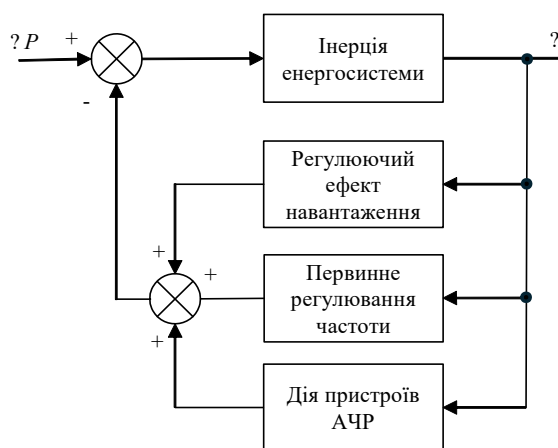 ? P
+
Інерція
енергосистеми
?
-
Регулюючий
ефект
навантаження
+
+
Первинне
регулювання
частоти
+
Дія пристроїв
АЧР